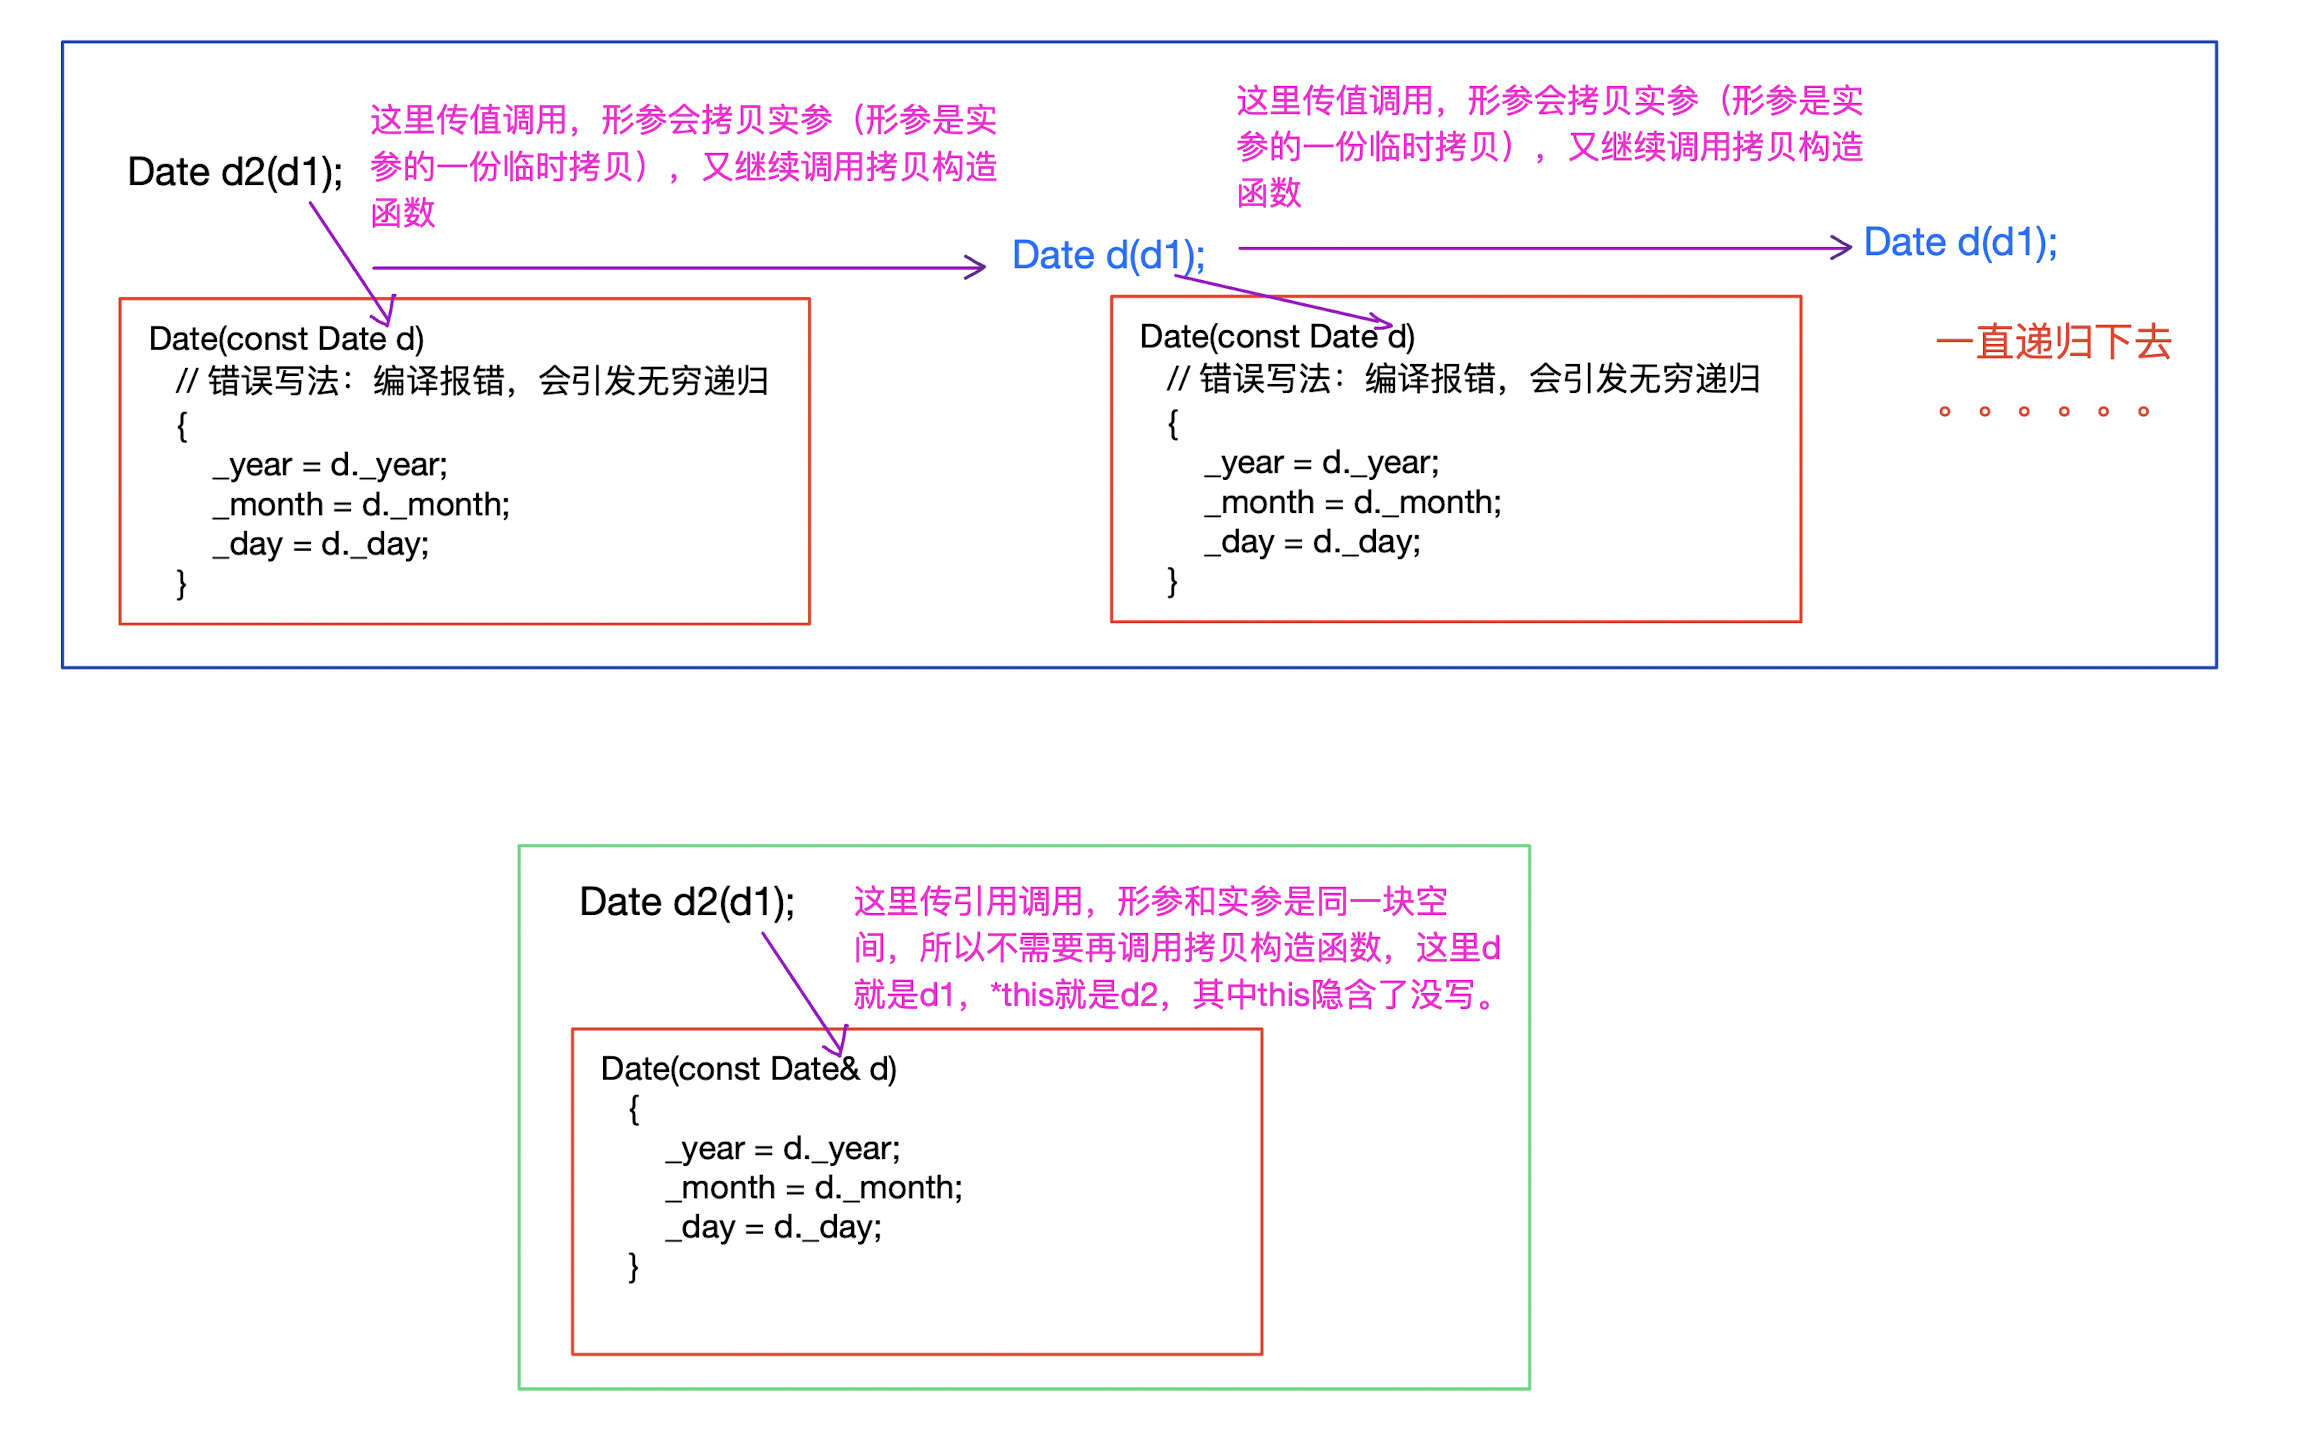 这里传值调用，形参会拷贝实参（形参是实
参的一份临时拷贝），又继续调用拷贝构造
函数
Date d2(d1);
这里传值调用，形参会拷贝实参（形参是实
参的一份临时拷贝），又继续调用拷贝构造
函数
Date d(d1);
Date d(d1);
Date(const Date d)
// 错误写法：编译报错，会引发无穷递归
{
_year = d._year;
_month = d._month;
_day = d._day;
}
Date(const Date d)
// 错误写法：编译报错，会引发无穷递归
{
_year = d._year;
_month = d._month;
_day = d._day;
}
一直递归下去
。。。。。。
Date d2(d1);
这里传引用调用，形参和实参是同一块空
间，所以不需要再调用拷贝构造函数，这里d
就是d1，*this就是d2，其中this隐含了没写。
Date(const Date& d)
{
_year = d._year;
_month = d._month;
_day = d._day;
}